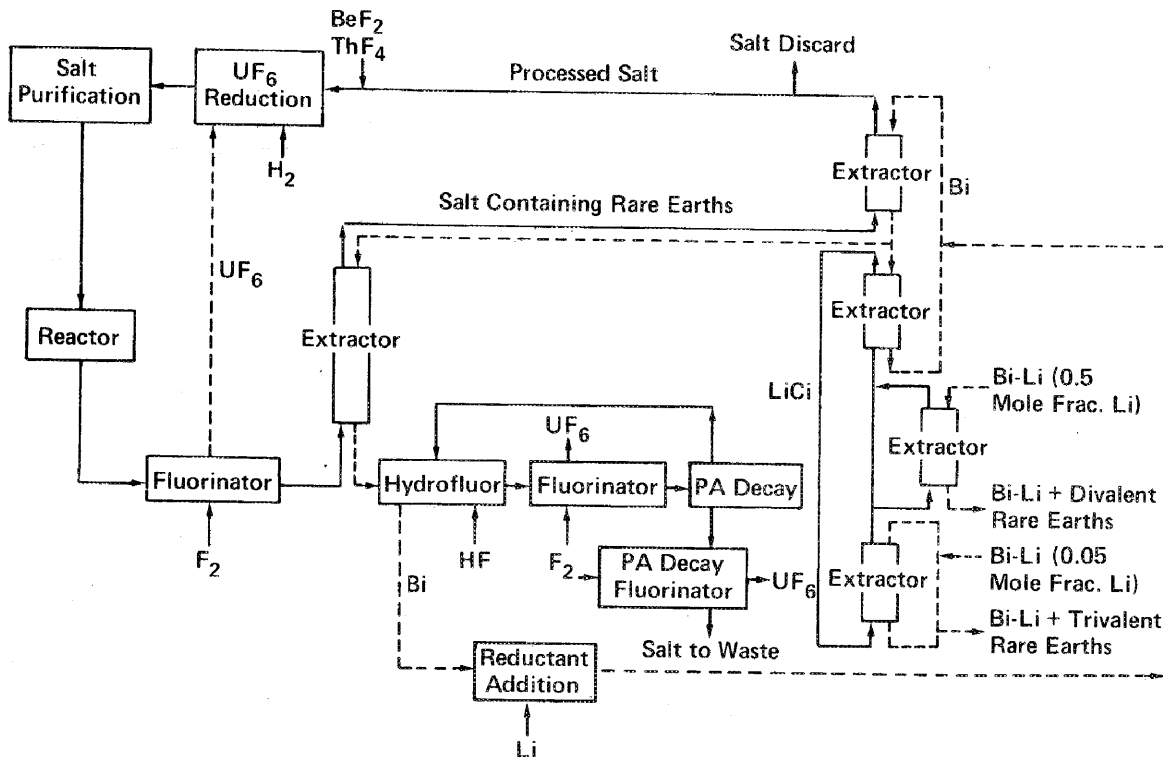 BeF2
ThF4
Salt Discard
Salt
Purification
UF6
Reduction
Processed Salt
H2
Extractor
Bi
Salt Containing Rare Earths
UF6
Reactor
Extractor
Extractor
LiCi
Bi-Li (0.5
Mole Frac. Li)
UF6
Extractor
Fluorinator
Hydrofluor
Fluorinator
PA Decay
Bi-Li + Divalent
Rare Earths
F2
HF
F2
PA Decay
Fluorinator
UF6
Extractor
Bi-Li (0.05
Mole Frac. Li)
Bi
Bi-Li + Trivalent
Rare Earths
Salt to Waste
Reductant
Addition
Li